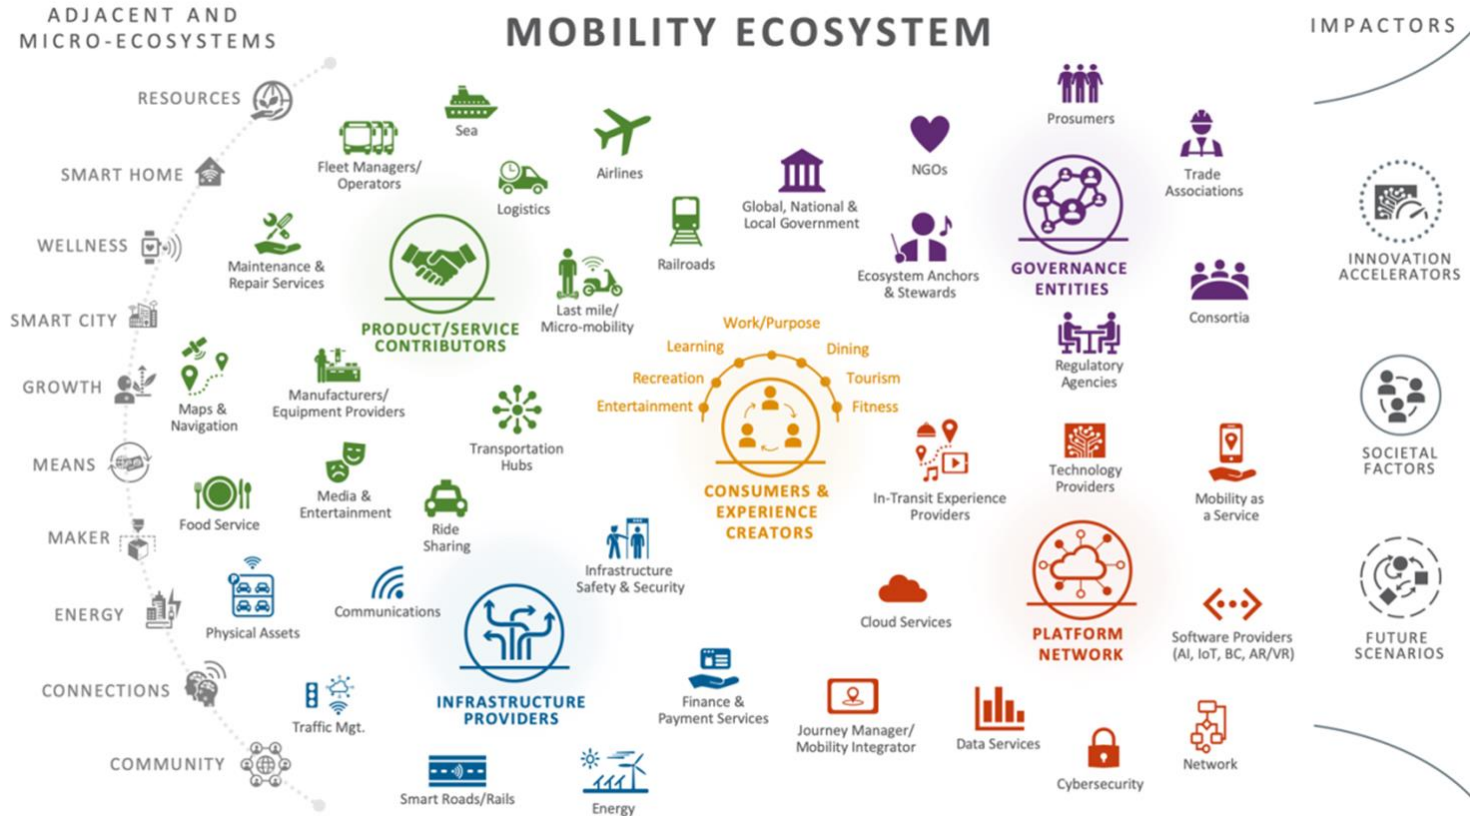 ADJACENT AND
MICRO-ECOSYSTEMS
MOBILITY ECOSYSTEM
IMPACTORS
RESOURCES
SMART HOME
WELLNESS
SMART CITY
GROWTH
MEANS
MAKER
ENERGY
CONNECTIONS
COMMUNITY
Sea
Fleet Managers/
Operators
Airlines
Logistics
Maintenance &
Repair Services
Railroads
Last mile/
Micro-mobility
PRODUCT/SERVICE
CONTRIBUTORS
Maps &
Navigation
Manufacturers/
Equipment Providers
Transportation
Hubs
Media &
Entertainment
Food Service
Ride
Sharing
Prosumers
NGOs
Trade
Associations
Global, National &
Local Government
Ecosystem Anchors
& Stewards
GOVERNANCE
ENTITIES
Consortia
Regulatory
Agencies
Work/Purpose
Learning
Dining
Recreation
Tourism
Entertainment
Fitness
CONSUMERS &
EXPERIENCE
CREATORS
In-Transit Experience
Providers
Technology
Providers
Mobility as
a Service
Cloud Services
PLATFORM
NETWORK
Software Providers
(AI, IoT, BC, AR/VR)
Journey Manager/
Mobility Integrator
Data Services
Cybersecurity
Network
Infrastructure
Safety & Security
Physical Assets
Communications
INFRASTRUCTURE
PROVIDERS
Finance &
Payment Services
Traffic Mgt.
Smart Roads/Rails
Energy
INNOVATION
ACCELERATORS
SOCIETAL
FACTORS
FUTURE
SCENARIOS